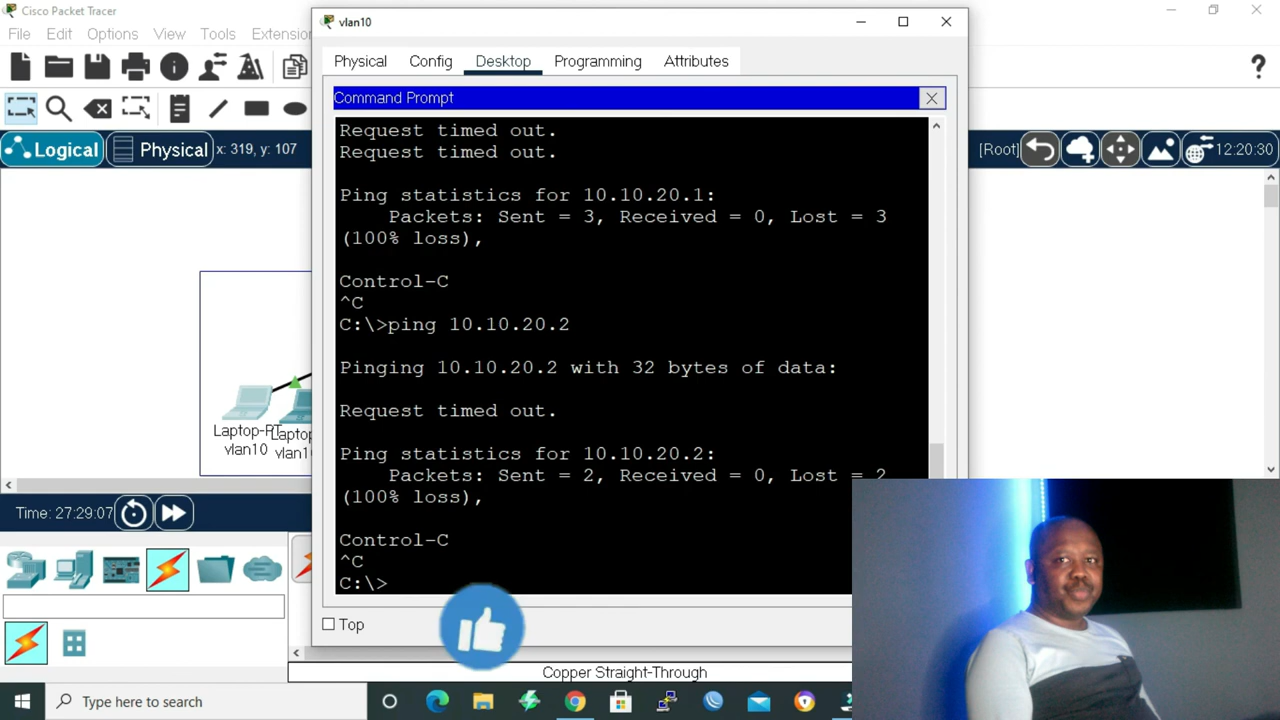 Cisco Packet Tracer
File Edit Options View Tools Extension
Logical Physical x: 319, y: 107
[Root] 12:20:30
vlan10
Physical Config Desktop Programming Attributes
Command Prompt
Request timed out.
Request timed out.
Ping statistics for 10.10.20.1:
Packets: Sent = 3, Received = 0, Lost = 3
(100% loss),
Control-C
^C
C:\>ping 10.10.20.2
Pinging 10.10.20.2 with 32 bytes of data:
Request timed out.
Ping statistics for 10.10.20.2:
Packets: Sent = 2, Received = 0, Lost = 2
(100% loss),
Control-C
^C
C:\>
Top
Laptop-PT
vlan10
Laptop
vlan1
Time: 27:29:07
Copper Straight-Through
Type here to search